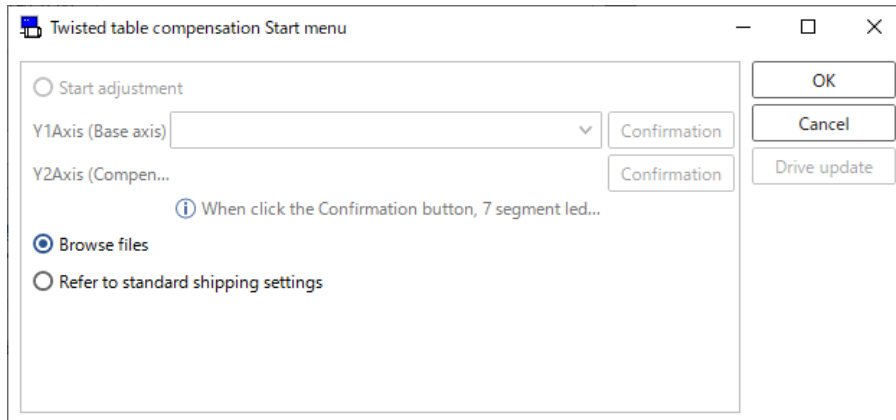 Twisted table compensation Start menu
Start adjustment
OK
Y1Axis (Base axis)
Confirmation
Cancel
Y2Axis (Compen...
Confirmation
Drive update
When click the Confirmation button, 7 segment led...
Browse files
Refer to standard shipping settings